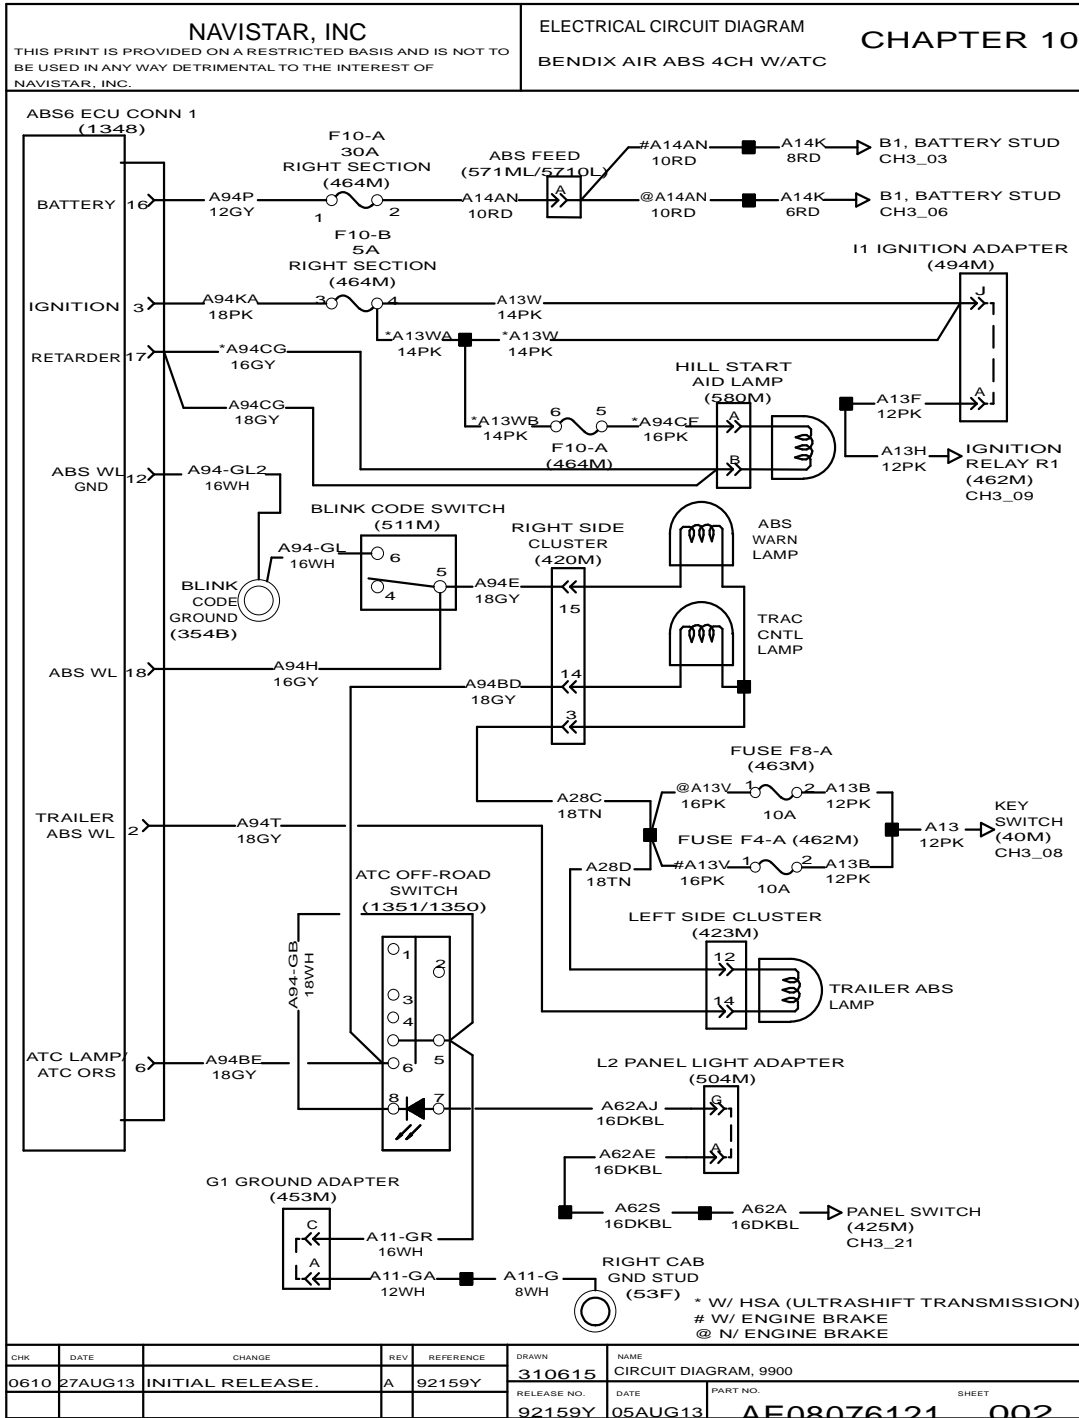 NAVISTAR, INC
THIS PRINT IS PROVIDED ON A RESTRICTED BASIS AND IS NOT TO
BE USED IN ANY WAY DETRIMENTAL TO THE INTEREST OF
NAVISTAR, INC.
ELECTRICAL CIRCUIT DIAGRAM
BENDIX AIR ABS 4CH W/ATC
CHAPTER 10
ABS6 ECU CONN 1
(1348)
F10-A
30A
RIGHT SECTION
(464M)
ABS FEED
(571ML/5710L)
#A14AN
10RD
A14K
8RD
B1, BATTERY STUD
CH3_03
BATTERY 16
A94P
12GY
1
2
A14AN
10RD
A
@A14AN
10RD
A14K
6RD
B1, BATTERY STUD
CH3_06
F10-B
5A
RIGHT SECTION
(464M)
I1 IGNITION ADAPTER
(494M)
IGNITION 3
A94KA
18PK
3
4
A13W
14PK
J
*A13WA
14PK
*A13W
14PK
RETARDER 17
*A94CG
16GY
HILL START
AID LAMP
(580M)
A94CG
18GY
*A13WB
14PK
6
5
F10-A
(464M)
*A94CF
16PK
A
B
A13F
12PK
A
A13H
12PK
IGNITION
RELAY R1
(462M)
CH3_09
ABS WL
GND
12
A94-GL2
16WH
BLINK CODE SWITCH
(511M)
RIGHT SIDE
CLUSTER
(420M)
ABS
WARN
LAMP
A94-GL
16WH
6
5
4
A94E
18GY
15
BLINK
CODE
GROUND
(354B)
TRAC
CNTL
LAMP
ABS WL 18
A94H
16GY
A94BD
18GY
14
3
FUSE F8-A
(463M)
@A13V
16PK
1
2
10A
A13B
12PK
A28C
18TN
KEY
SWITCH
(40M)
CH3_08
A13
12PK
TRAILER
ABS WL
2
A94T
18GY
FUSE F4-A (462M)
#A13V
16PK
1
2
10A
A13B
12PK
A28D
18TN
ATC OFF-ROAD
SWITCH
(1351/1350)
LEFT SIDE CLUSTER
(423M)
A94-GB
18WH
1
2
3
4
5
6
8
7
12
14
TRAILER ABS
LAMP
ATC LAMP/
ATC ORS
6
A94BE
18GY
L2 PANEL LIGHT ADAPTER
(504M)
A62AJ
16DKBL
G
A62AE
16DKBL
A
G1 GROUND ADAPTER
(453M)
A62S
16DKBL
A62A
16DKBL
PANEL SWITCH
(425M)
CH3_21
C
A11-GR
16WH
A
A11-GA
12WH
A11-G
8WH
RIGHT CAB
GND STUD
(53F)
* W/ HSA (ULTRASHIFT TRANSMISSION)
# W/ ENGINE BRAKE
@ N/ ENGINE BRAKE
CHK DATE CHANGE REV REFERENCE
0610 27AUG13 INITIAL RELEASE. A 92159Y
DRAWN
310615
NAME
CIRCUIT DIAGRAM, 9900
RELEASE NO.
92159Y
DATE
05AUG13
PART NO.
AE08076121
SHEET
002